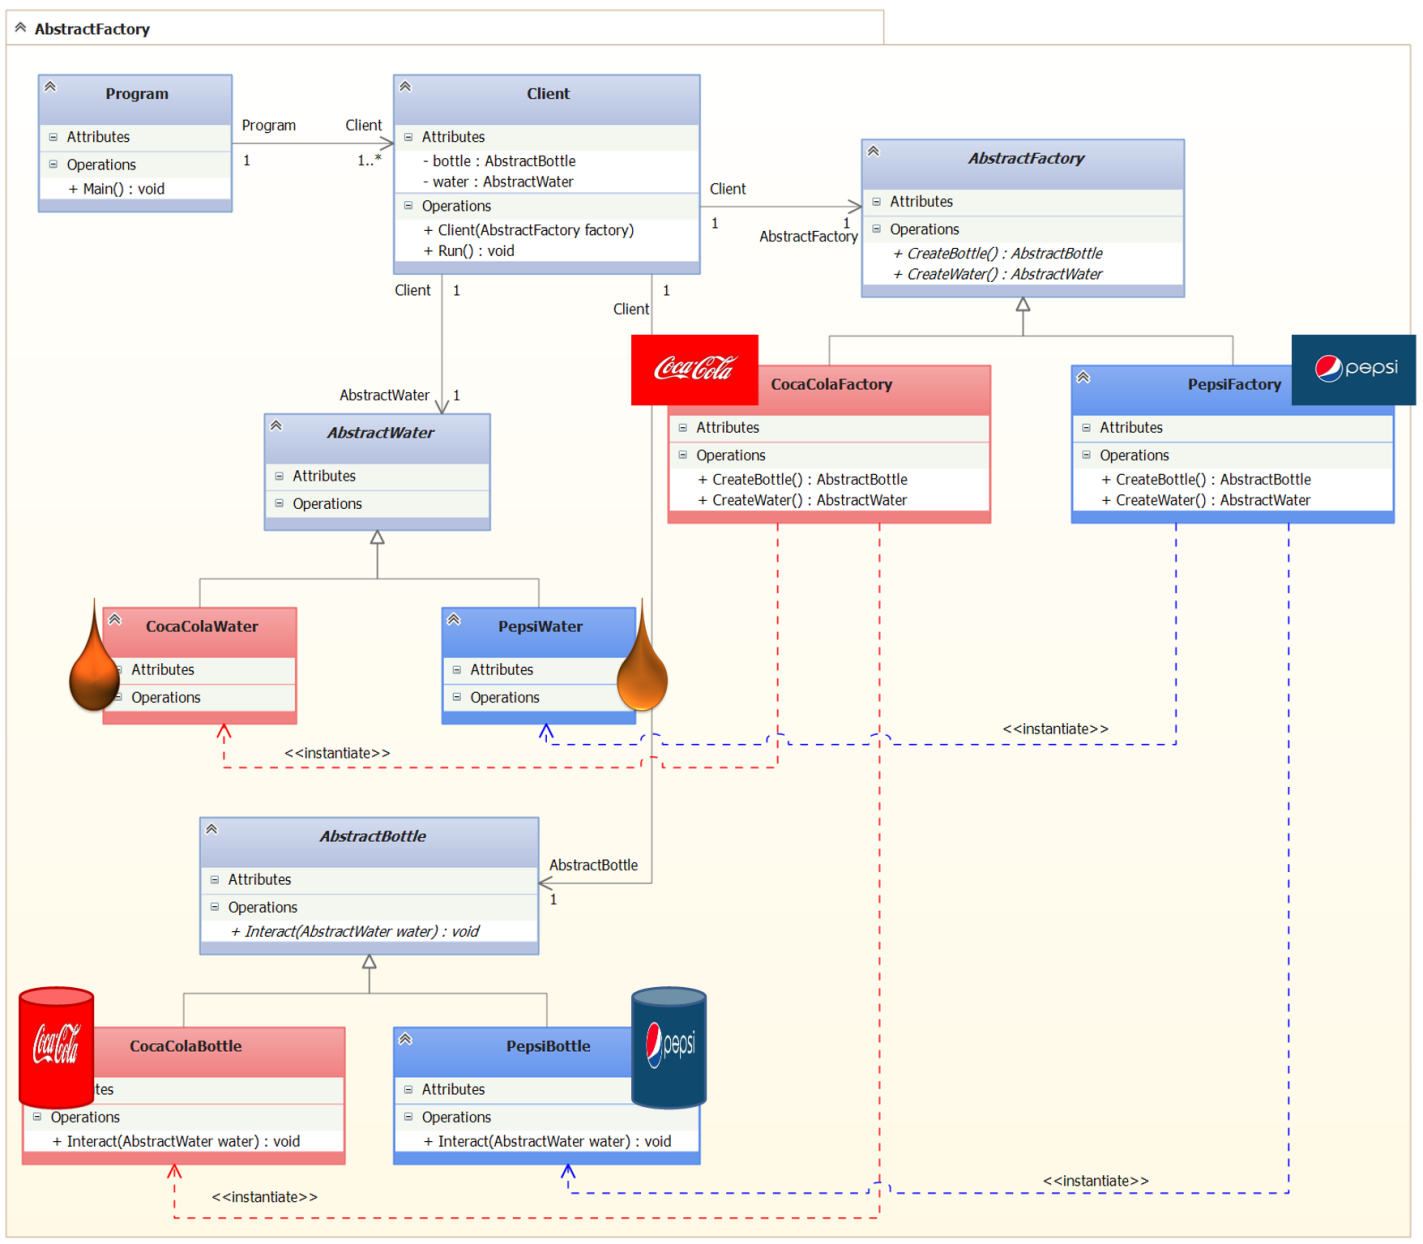 AbstractFactory
Program
Attributes
Operations
+ Main() : void
Program
Client
1
1..*
Client
Attributes
- bottle : AbstractBottle
- water : AbstractWater
Operations
+ Client(AbstractFactory factory)
+ Run() : void
Client
1
1
AbstractFactory
AbstractFactory
Attributes
Operations
+ CreateBottle() : AbstractBottle
+ CreateWater() : AbstractWater
Client
1
1
Client
Coca-Cola
CocaColaFactory
Attributes
Operations
+ CreateBottle() : AbstractBottle
+ CreateWater() : AbstractWater
pepsi
PepsiFactory
Attributes
Operations
+ CreateBottle() : AbstractBottle
+ CreateWater() : AbstractWater
AbstractWater
1
AbstractWater
Attributes
Operations
CocaColaWater
Attributes
Operations
PepsiWater
Attributes
Operations
<<instantiate>>
<<instantiate>>
AbstractBottle
Attributes
Operations
+ Interact(AbstractWater water) : void
AbstractBottle
1
Coca-Cola
CocaColaBottle
tes
Operations
+ Interact(AbstractWater water) : void
pepsi
PepsiBottle
Attributes
Operations
+ Interact(AbstractWater water) : void
<<instantiate>>
<<instantiate>>